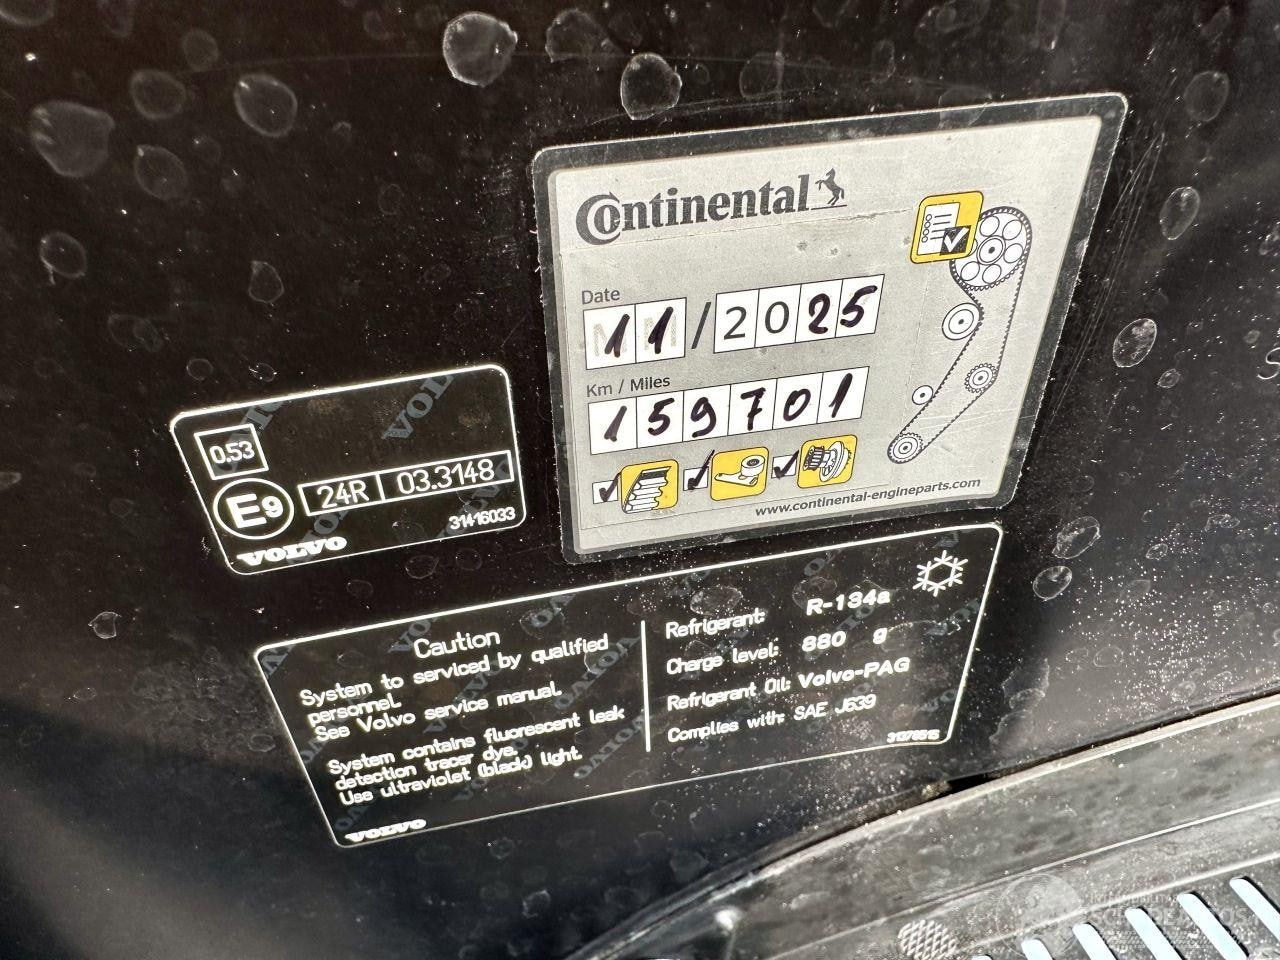 Continental
Date
11/2025
Km / Miles
159701
www.continental-engineparts.com
0.53
E9
24R 03.3148
31416033
VOLVO
Caution
System to serviced by qualified
personnel.
See Volvo service manual.
System contains fluorescent leak
detection tracer dye.
Use ultraviolet (black) light.
VOLVO
Refrigerant: R-134a
Charge level: 880 g
Refrigerant Oil: Volvo-PAG
Complies with: SAE J639